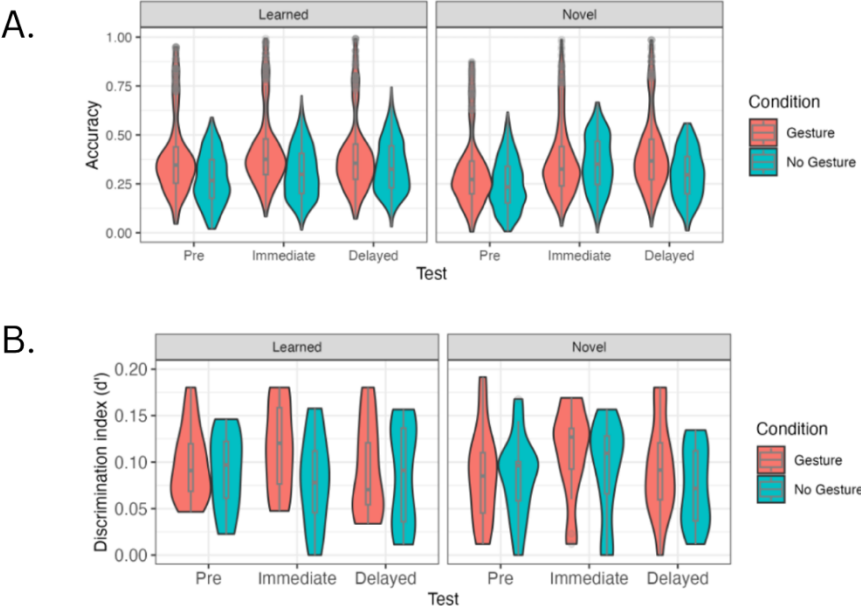 A.
Learned Novel
1.00
0.75
0.50
0.25
0.00
Accuracy
Pre Immediate Delayed Pre Immediate Delayed
Test
Condition
Gesture
No Gesture
B.
Learned Novel
0.20
0.15
0.10
0.05
0.00
Discrimination index (d')
Pre Immediate Delayed Pre Immediate Delayed
Test
Condition
Gesture
No Gesture